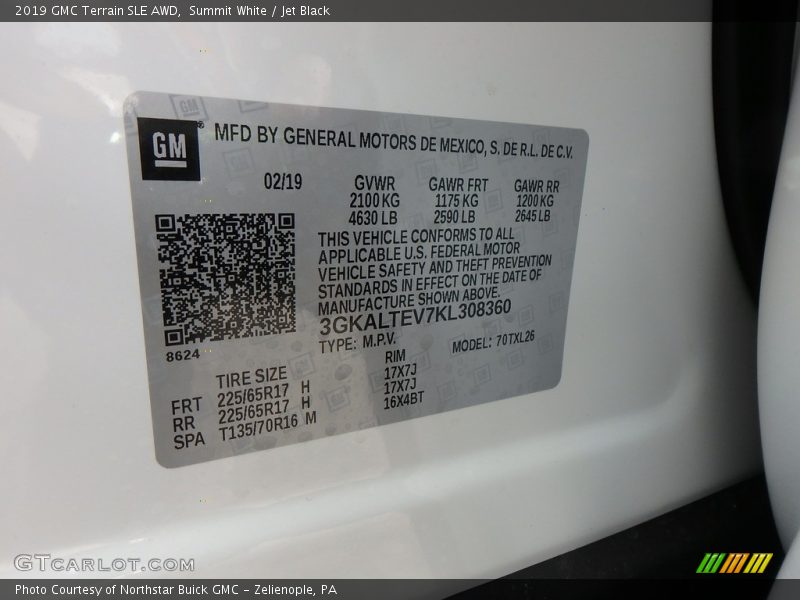 2019 GMC Terrain SLE AWD,  Summit White / Jet Black
GM® MFD BY GENERAL MOTORS DE MEXICO, S. DE R.L. DE C.V.
02/19 GVWR GAWR FRT GAWR RR
2100 KG 1175 KG 1200 KG
4630 LB 2590 LB 2645 LB
THIS VEHICLE CONFORMS TO ALL
APPLICABLE U.S. FEDERAL MOTOR
VEHICLE SAFETY AND THEFT PREVENTION
STANDARDS IN EFFECT ON THE DATE OF
MANUFACTURE SHOWN ABOVE.
3GKALTEV7KL308360
8624 TYPE: M.P.V. MODEL: 70TXL26
TIRE SIZE RIM
FRT 225/65R17 H 17X7J
RR 225/65R17 H 17X7J
SPA T135/70R16 M 16X4BT
GTCARLOT.COM
Photo Courtesy of Northstar Buick GMC - Zelienople, PA